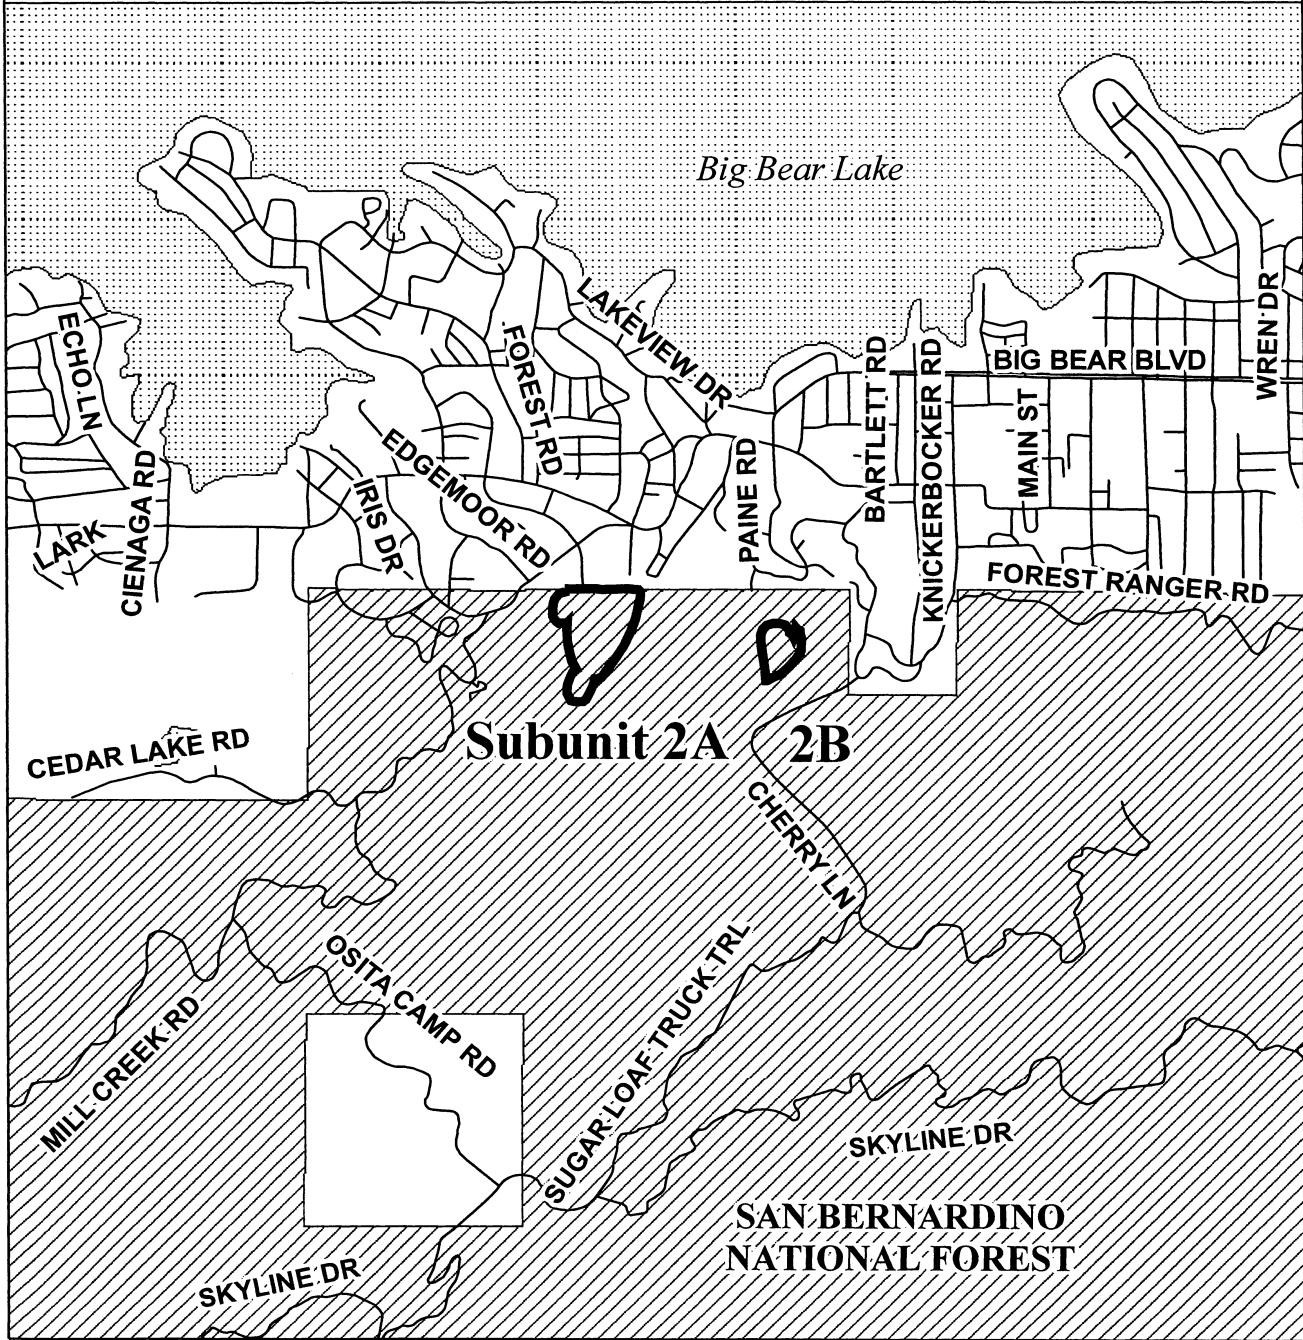 Big Bear Lake
LAKEVIEW DR
ECHO LN
FOREST RD
BIG BEAR BLVD
WREN DR
BARTLETT RD
KNICKERBOCKER RD
MAIN ST
EDGEMOOR RD
IRIS DR
PAINE RD
CIENAGA RD
LARK
FOREST RANGER RD
Subunit 2A
2B
CEDAR LAKE RD
CHERRY LN
OSITA CAMP RD
SUGAR LOAF TRUCK TRL
MILL CREEK RD
SKYLINE DR
SAN BERNARDINO
NATIONAL FOREST
SKYLINE DR